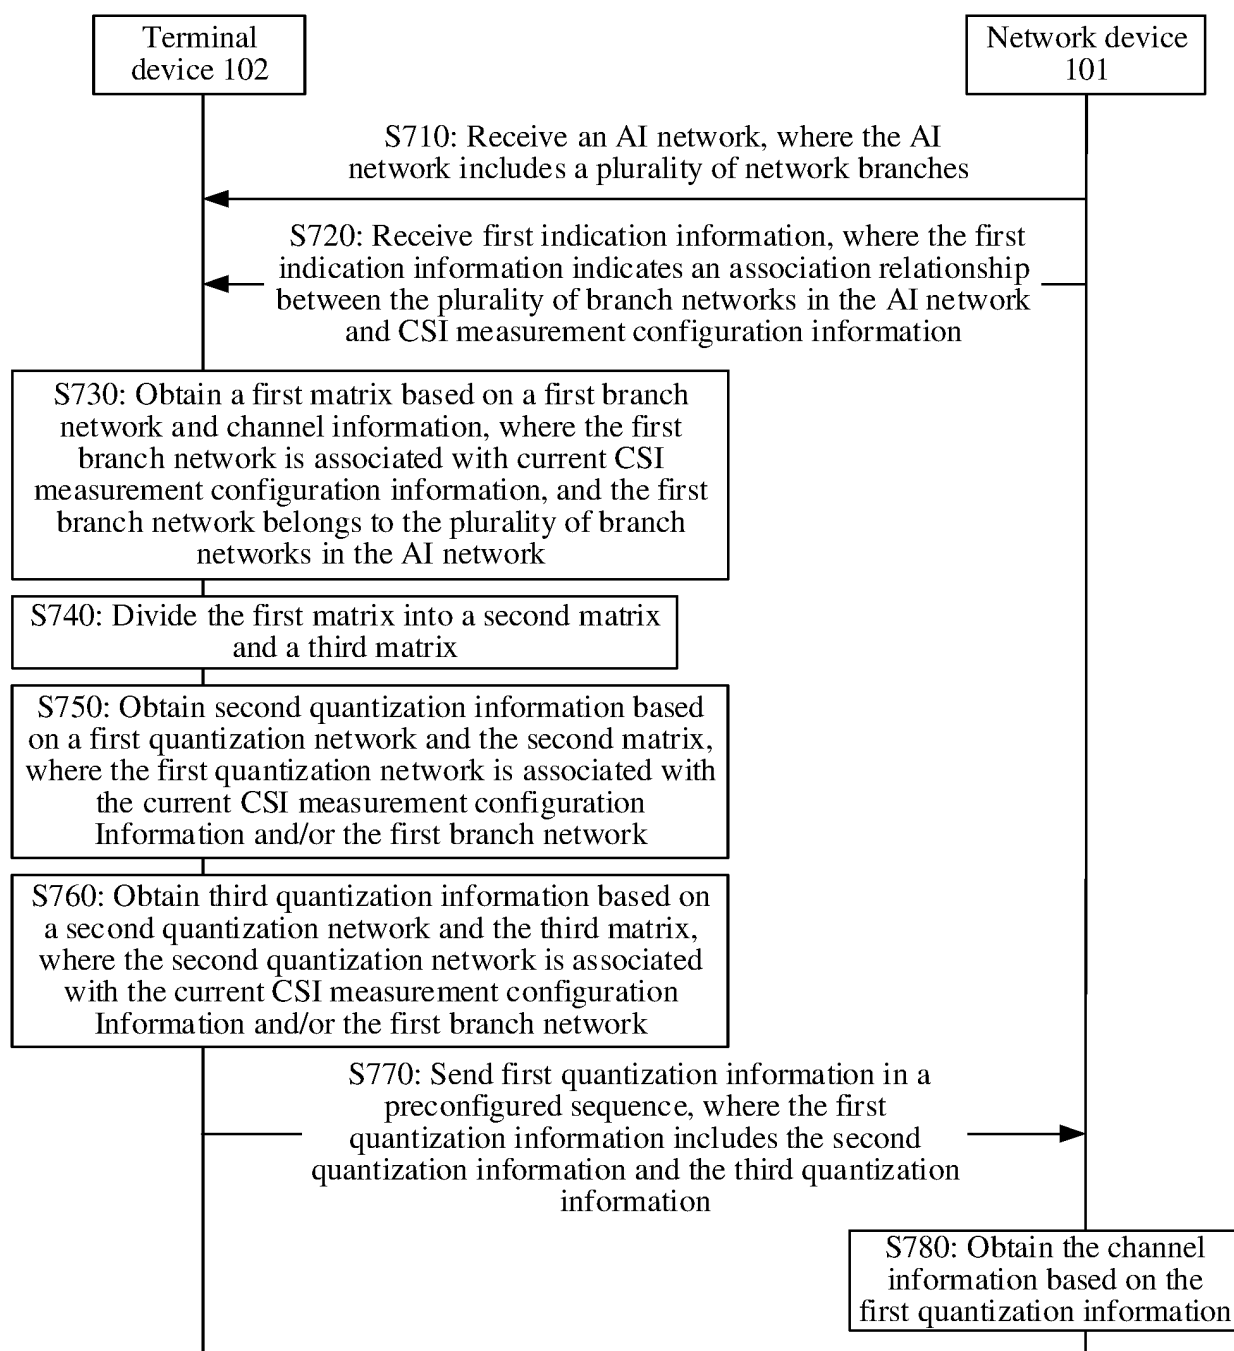 Terminal
device 102
Network device
101
S710: Receive an AI network, where the AI
network includes a plurality of network branches
S720: Receive first indication information, where the first
indication information indicates an association relationship
between the plurality of branch networks in the AI network
and CSI measurement configuration information
S730: Obtain a first matrix based on a first branch
network and channel information, where the first
branch network is associated with current CSI
measurement configuration information, and the first
branch network belongs to the plurality of branch
networks in the AI network
S740: Divide the first matrix into a second matrix
and a third matrix
S750: Obtain second quantization information based
on a first quantization network and the second matrix,
where the first quantization network is associated with
the current CSI measurement configuration
Information and/or the first branch network
S760: Obtain third quantization information based on
a second quantization network and the third matrix,
where the second quantization network is associated
with the current CSI measurement configuration
Information and/or the first branch network
S770: Send first quantization information in a
preconfigured sequence, where the first
quantization information includes the second
quantization information and the third quantization
information
S780: Obtain the channel
information based on the
first quantization information